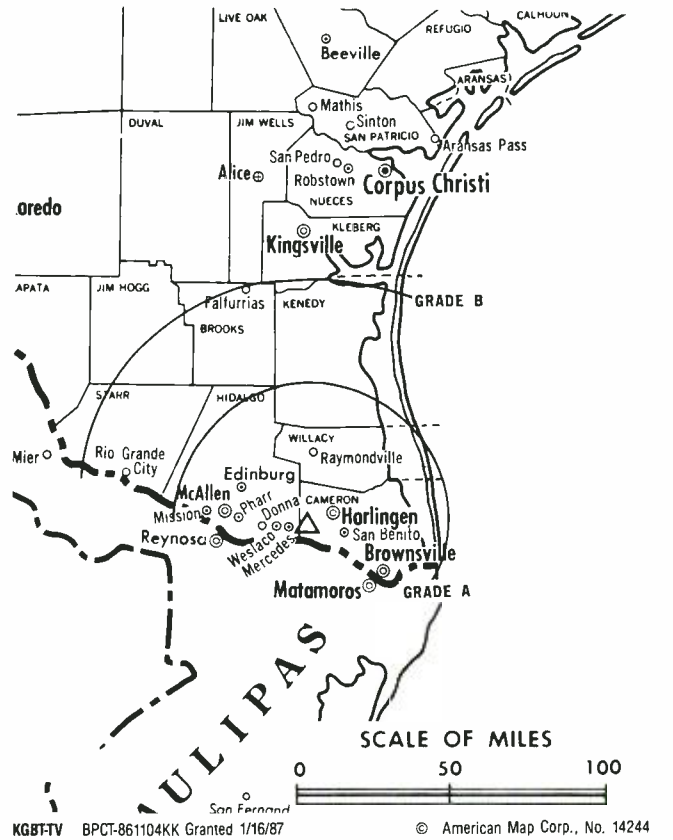 LIVE OAK
CALHOUN
REFUGIO
Beeville
ARANSAS
Mathis
DUVAL
JIM WELLS
Sinton
SAN PATRICIO
Aransas Pass
San Pedro
Alice
Robstown
Corpus Christi
NUECES
.oredo
KLEBERG
Kingsville
APATA
JIM HOGG
Falfurrias
KENEDY
GRADE B
BROOKS
STARR
HIDALGO
WILLACY
Mier
Rio Grande
City
Raymondville
Edinburg
McAllen
CAMERON
Mission
Pharr
Donna
Harlingen
Reynosa
Weslaco
Mercedes
San Benito
Brownsville
Matamoros
GRADE A
AULIPAS
SCALE OF MILES
0 50 100
San Fernand
KGBT-TV BPCT-861104KK Granted 1/16/87 © American Map Corp., No. 14244